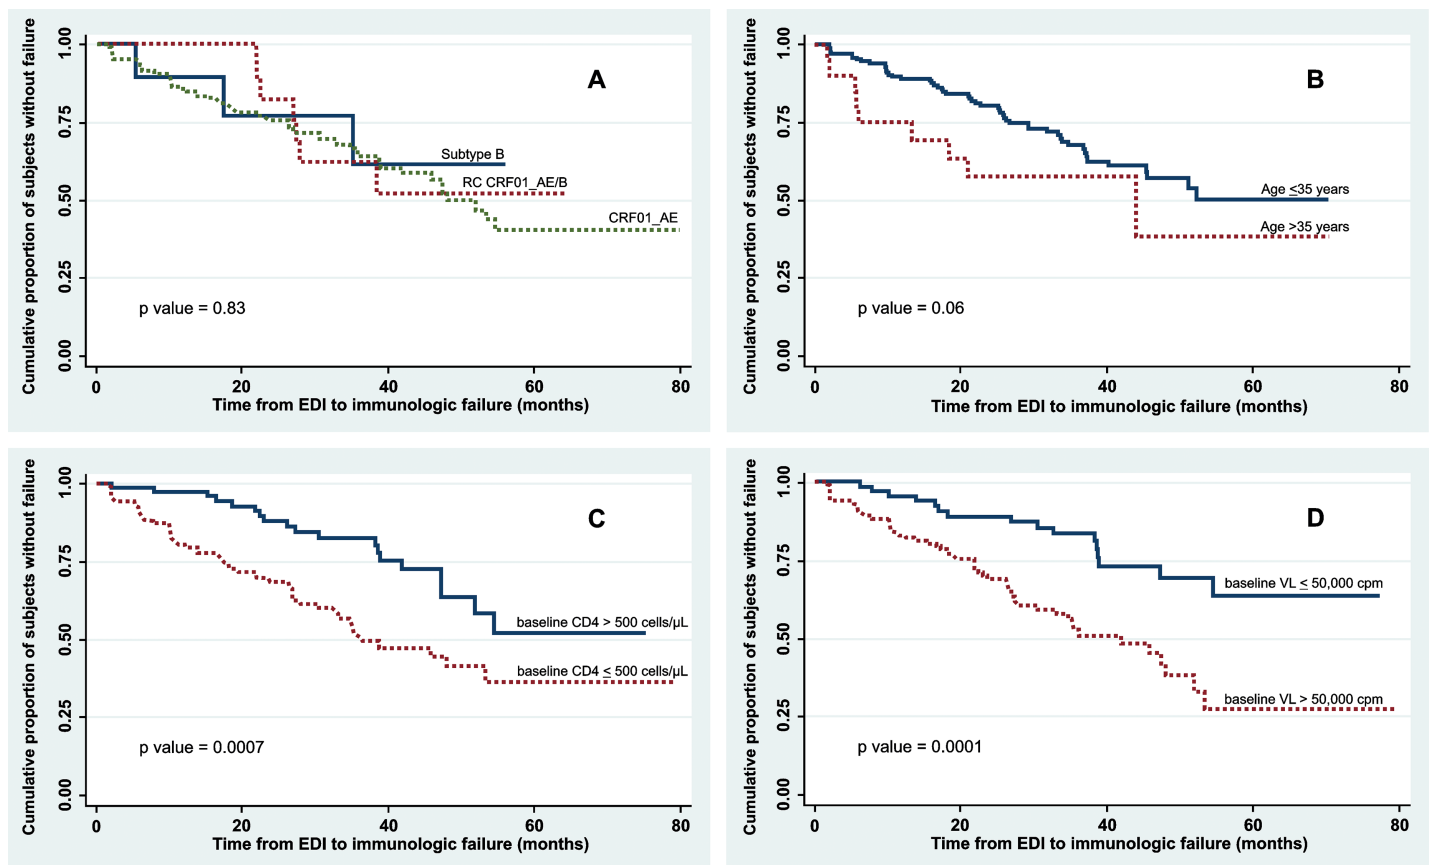 Cumulative proportion of subjects without failure
1.00
0.75
0.50
0.25
0.00
A
Subtype B
RC CRF01_AE/B
CRF01_AE
p value = 0.83
0 20 40 60 80
Time from EDI to immunologic failure (months)
Cumulative proportion of subjects without failure
1.00
0.75
0.50
0.25
0.00
B
Age ≤35 years
Age >35 years
p value = 0.06
0 20 40 60 80
Time from EDI to immunologic failure (months)
Cumulative proportion of subjects without failure
1.00
0.75
0.50
0.25
0.00
C
baseline CD4 > 500 cells/µL
baseline CD4 ≤ 500 cells/µL
p value = 0.0007
0 20 40 60 80
Time from EDI to immunologic failure (months)
Cumulative proportion of subjects without failure
1.00
0.75
0.50
0.25
0.00
D
baseline VL ≤ 50,000 cpm
baseline VL > 50,000 cpm
p value = 0.0001
0 20 40 60 80
Time from EDI to immunologic failure (months)